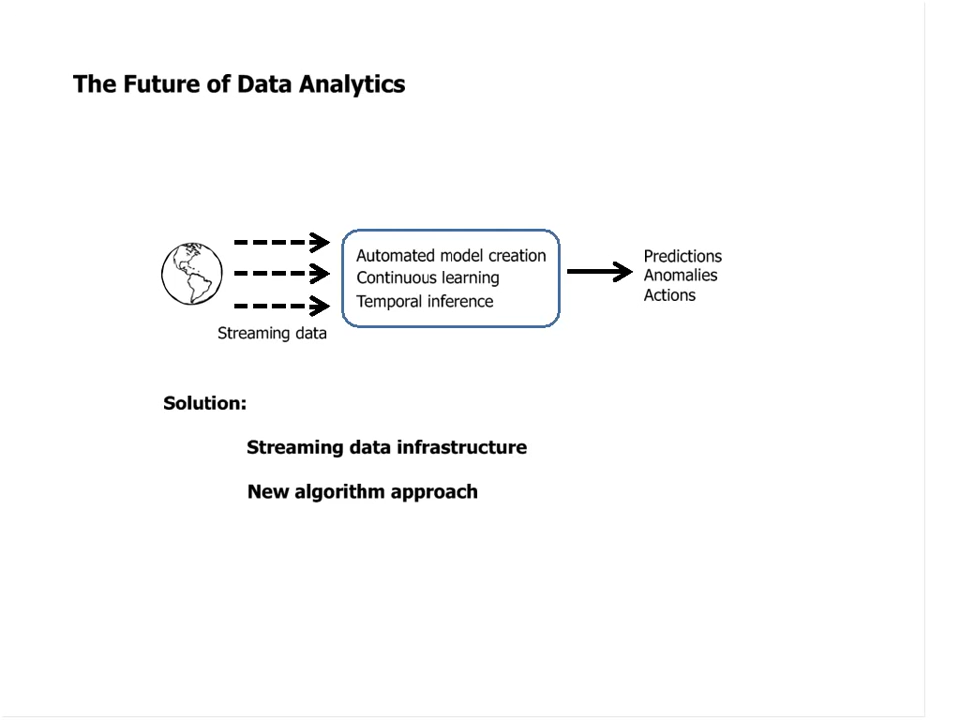 The Future of Data Analytics
Automated model creation
Continuous learning
Temporal inference
Predictions
Anomalies
Actions
Streaming data
Solution:
Streaming data infrastructure
New algorithm approach